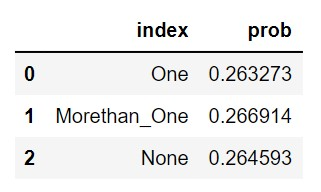 index prob
0 One 0.263273
1 Morethan_One 0.266914
2 None 0.264593